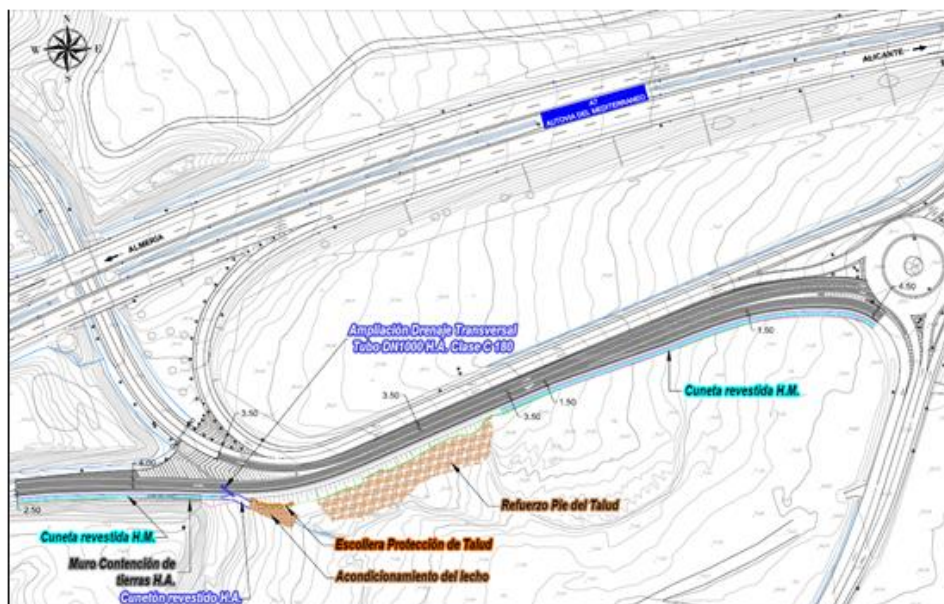 N
W E
S
ALICANTE
A7
AUTOVIA DEL MEDITERRANEO
ALMERÍA
4.50
Ampliación Drenaje Transversal
Tubo DN1000 H.A. Clase C 180
1.50
Cuneta revestida H.M.
3.50
3.50
1.50
3.50
4.00
Refuerzo Pie del Talud
2.50
Cuneta revestida H.M.
Escollera Protección de Talud
Muro Contención de
tierras H.A.
Acondicionamiento del lecho
Cunetón revestido H.A.